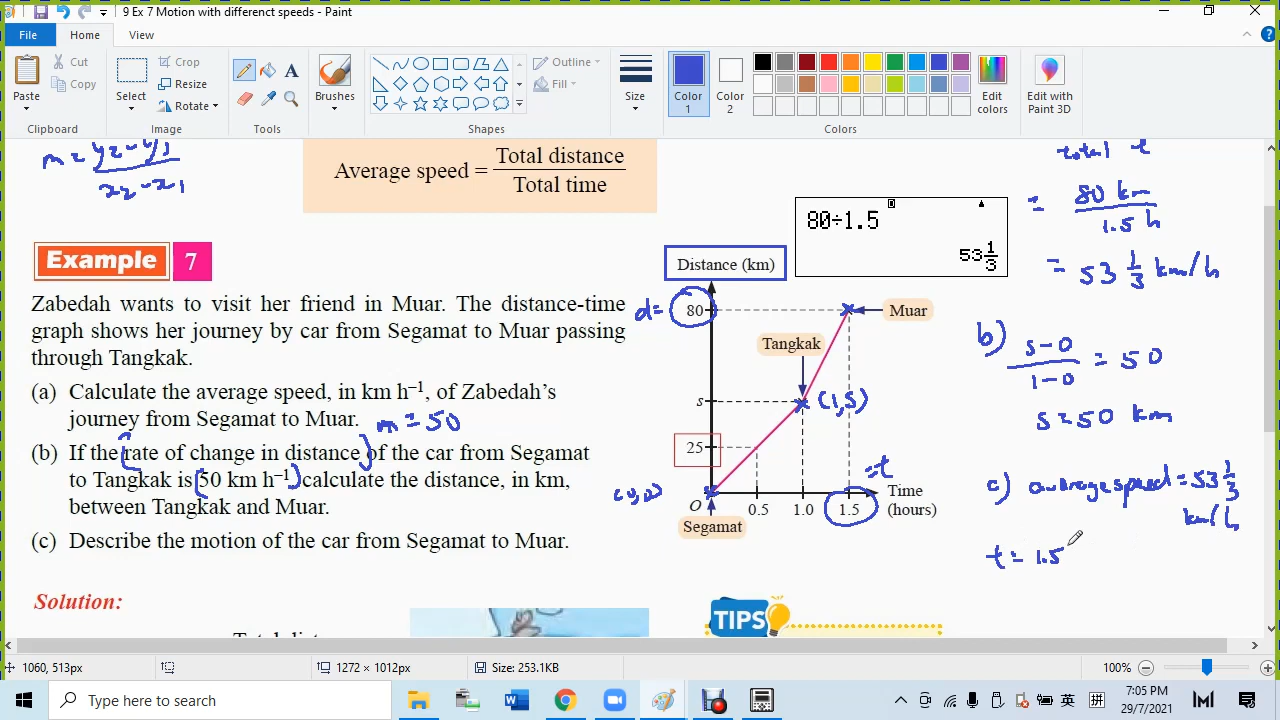 9 Ex 7 Motion with differenct speeds - Paint
File
Home
View
Paste
Cut
Copy
Clipboard
Select
Crop
Resize
Rotate
Image
Tools
Brushes
Outline
Fill
Shapes
Size
Color 1
Color 2
Colors
Edit colors
Edit with Paint 3D
m = y2 - y1
x2 - x1
Average speed = Total distance
Total time
Example 7
Zabedah wants to visit her friend in Muar. The distance-time
graph shows her journey by car from Segamat to Muar passing
through Tangkak.
(a) Calculate the average speed, in km h⁻¹, of Zabedah's
journey from Segamat to Muar.
m = 50
(b) If the rate of change in distance of the car from Segamat
to Tangkak is 50 km h⁻¹, calculate the distance, in km,
between Tangkak and Muar.
(c) Describe the motion of the car from Segamat to Muar.
Solution:
80÷1.5
53 1/3
Distance (km)
d= 80
Muar
Tangkak
s
(1,s)
25
=t
(0,0)
O
0.5
1.0
1.5
Time
(hours)
Segamat
TIPS
total t
= 80 km
1.5 h
= 53 1/3 km/h
b) s-0
1-0
= 50
s=50 km
c) average speed = 53 1/3
km/h
t = 1.5
1060, 513px
1272 × 1012px
Size: 253.1KB
100%
Type here to search
英
拼
7:05 PM
29/7/2021